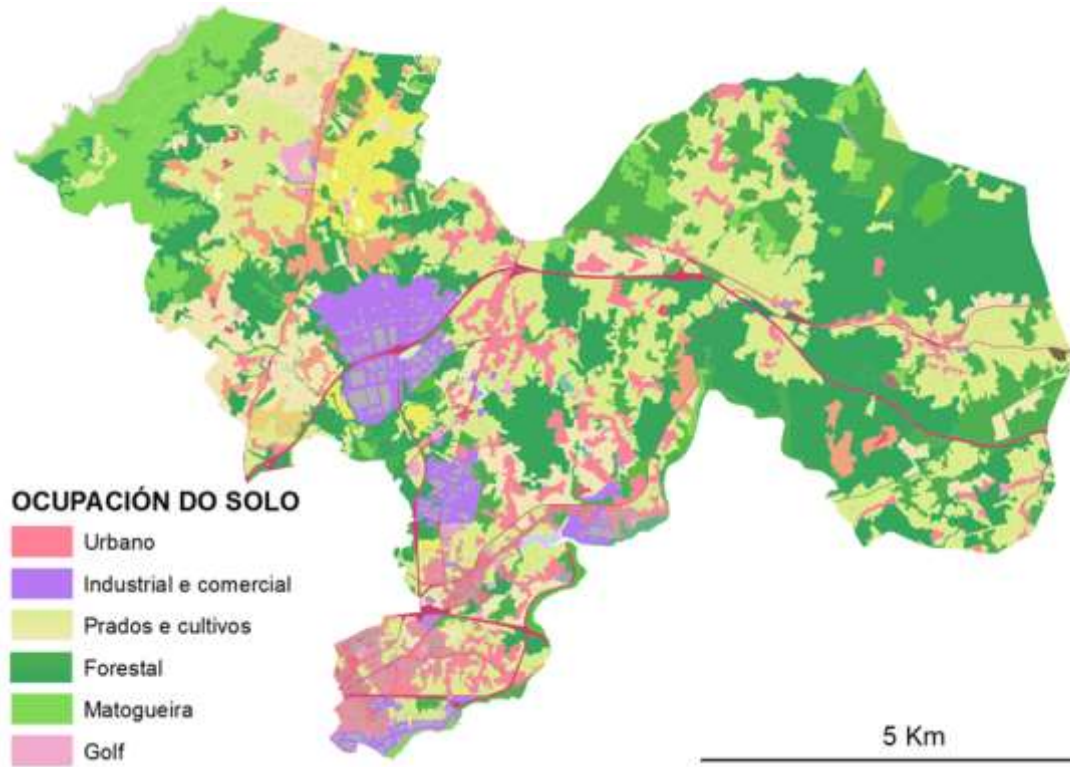 OCUPACIÓN DO SOLO
Urbano
Industrial e comercial
Prados e cultivos
Forestal
Matogueira
Golf
5 Km